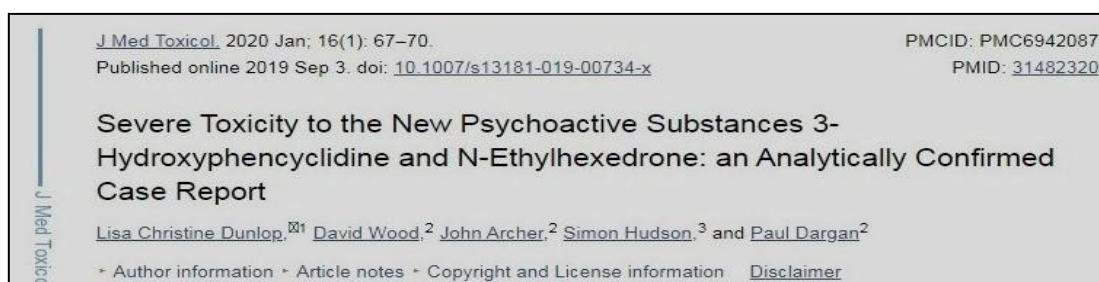 J Med Toxicol. 2020 Jan; 16(1): 67–70.
PMCID: PMC6942087
Published online 2019 Sep 3. doi: 10.1007/s13181-019-00734-x
PMID: 31482320
Severe Toxicity to the New Psychoactive Substances 3-
Hydroxyphencyclidine and N-Ethylhexedrone: an Analytically Confirmed
Case Report
Lisa Christine Dunlop,✉1 David Wood,2 John Archer,2 Simon Hudson,3 and Paul Dargan2
▸ Author information ▸ Article notes ▸ Copyright and License information Disclaimer
J Med Toxico